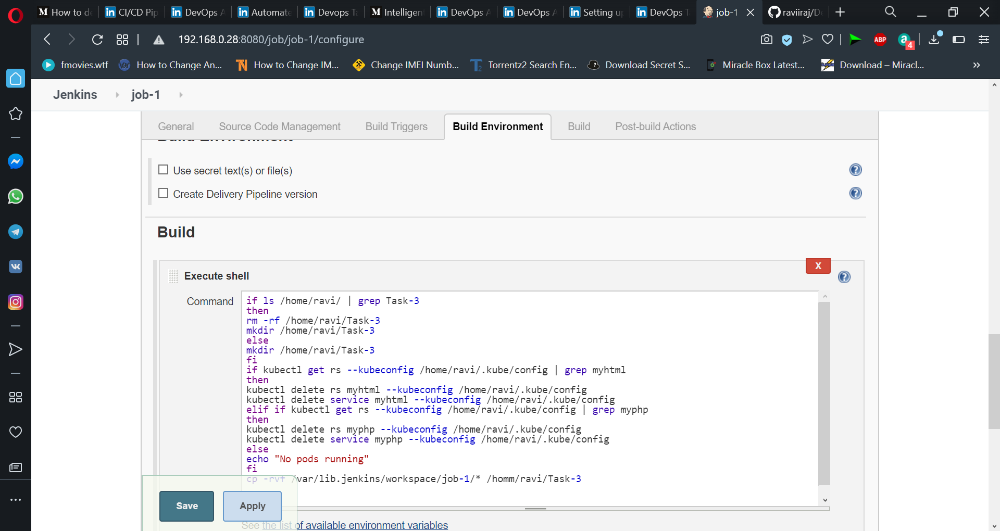 How to de
CI/CD Pip
DevOps A
Automate
Devops Ta
Intelligen
DevOps A
DevOps A
Setting up
DevOps T
job-1
raviiraj/De
192.168.0.28:8080/job/job-1/configure
ABP
a
4
fmovies.wtf
How to Change An...
How to Change IM...
Change IMEI Numb...
Torrentz2 Search En...
Download Secret S...
Miracle Box Latest...
Download – Miracl...
Jenkins
job-1
General
Source Code Management
Build Triggers
Build Environment
Build
Post-build Actions
Build Environment
Use secret text(s) or file(s)
Create Delivery Pipeline version
Build
X
Execute shell
Command
if ls /home/ravi/ | grep Task-3
then
rm -rf /home/ravi/Task-3
mkdir /home/ravi/Task-3
else
mkdir /home/ravi/Task-3
fi
if kubectl get rs --kubeconfig /home/ravi/.kube/config | grep myhtml
then
kubectl delete rs myhtml --kubeconfig /home/ravi/.kube/config
kubectl delete service myhtml --kubeconfig /home/ravi/.kube/config
elif if kubectl get rs --kubeconfig /home/ravi/.kube/config | grep myphp
then
kubectl delete rs myphp --kubeconfig /home/ravi/.kube/config
kubectl delete service myphp --kubeconfig /home/ravi/.kube/config
else
echo "No pods running"
fi
cp -rvf /var/lib.jenkins/workspace/job-1/* /homm/ravi/Task-3
Save
Apply
See the list of available environment variables